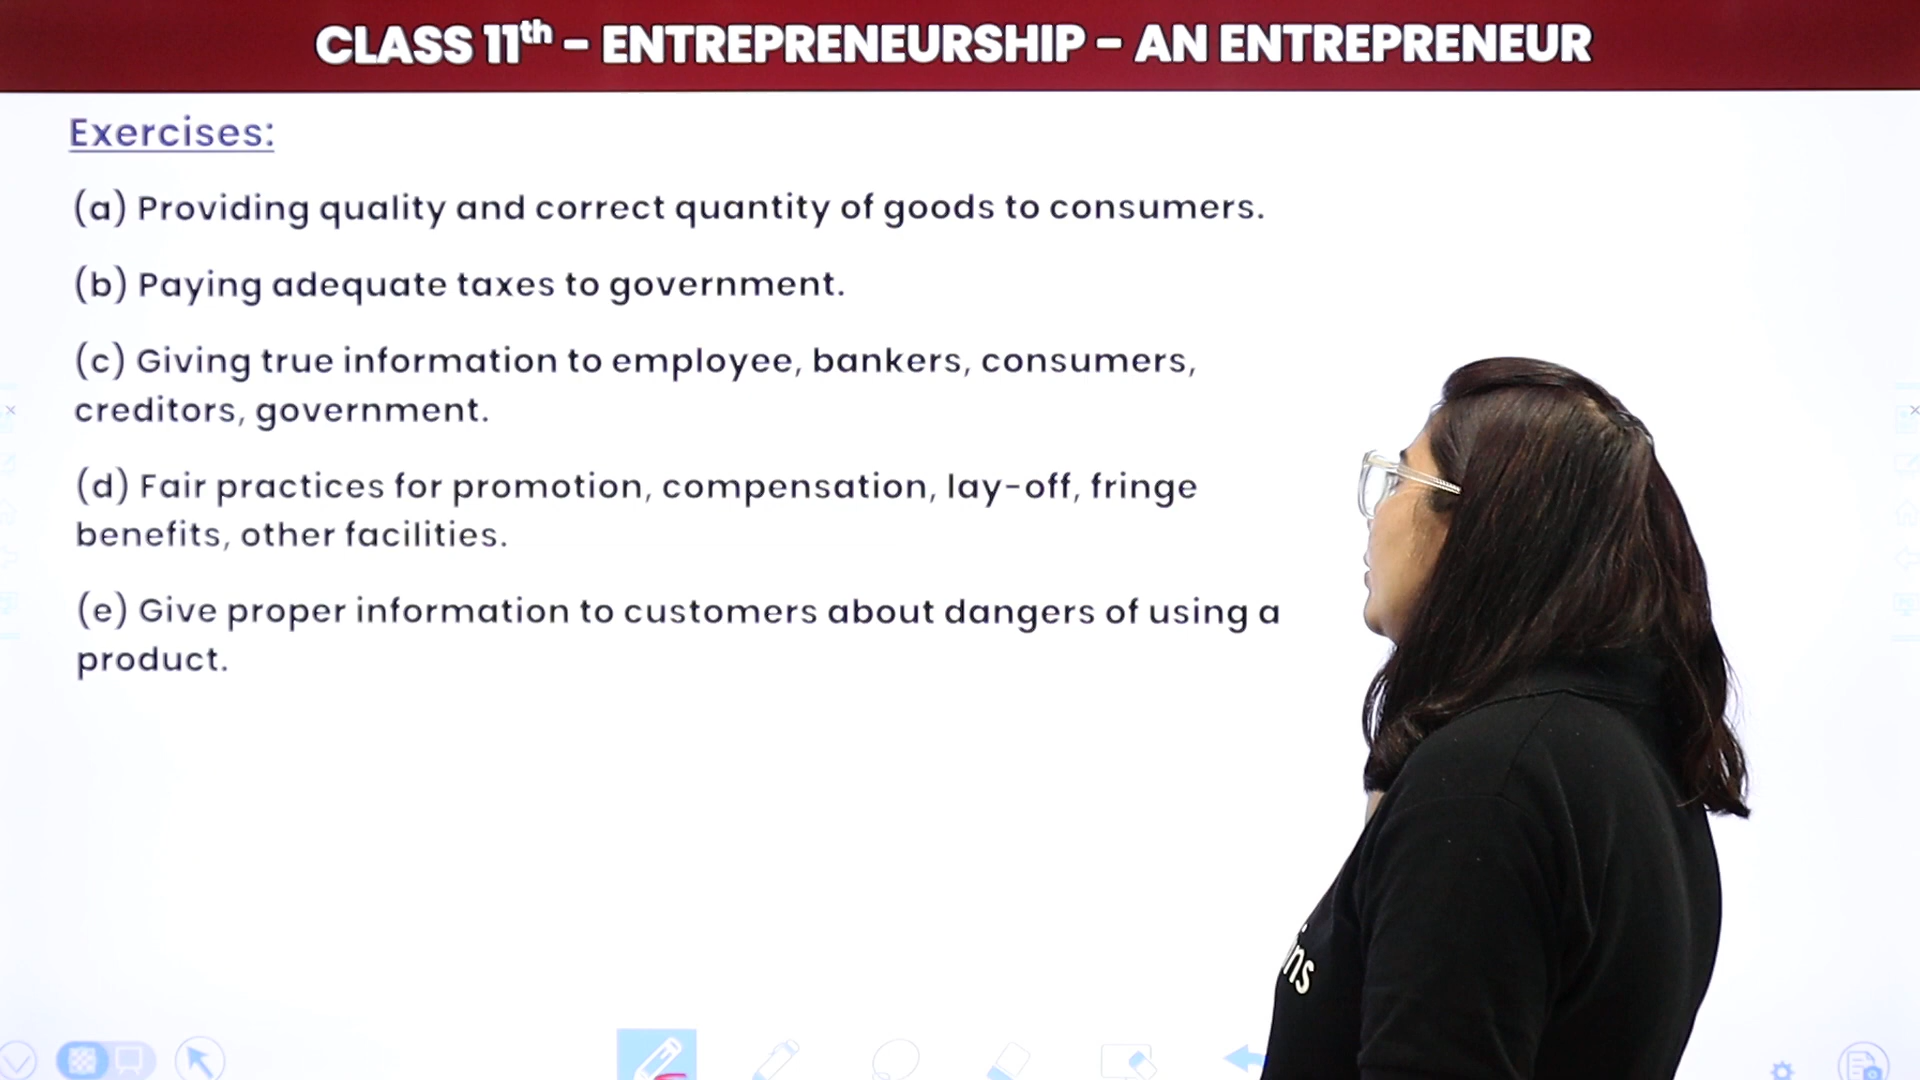 CLASS 11th – ENTREPRENEURSHIP – AN ENTREPRENEUR
Exercises:
(a) Providing quality and correct quantity of goods to consumers.
(b) Paying adequate taxes to government.
(c) Giving true information to employee, bankers, consumers,
creditors, government.
(d) Fair practices for promotion, compensation, lay-off, fringe
benefits, other facilities.
(e) Give proper information to customers about dangers of using a
product.